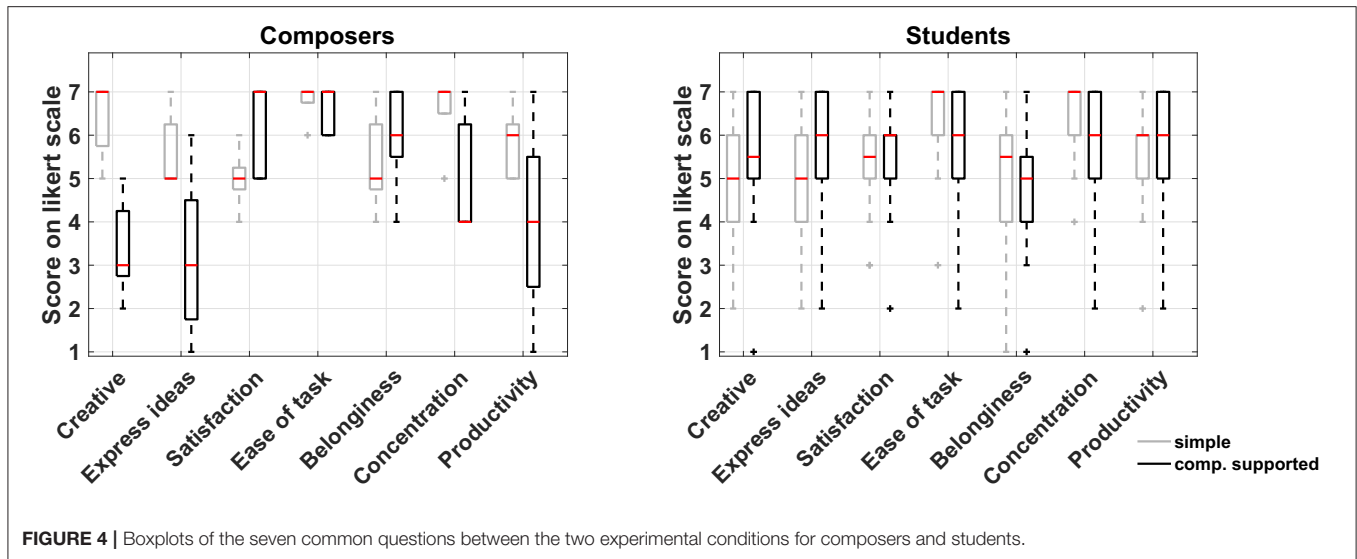 Composers
Score on likert scale
7
6
5
4
3
2
1
Creative
Express ideas
Satisfaction
Ease of task
Belonginess
Concentration
Productivity
Students
Score on likert scale
7
6
5
4
3
2
1
Creative
Express ideas
Satisfaction
Ease of task
Belonginess
Concentration
Productivity
simple
comp. supported
FIGURE 4 | Boxplots of the seven common questions between the two experimental conditions for composers and students.